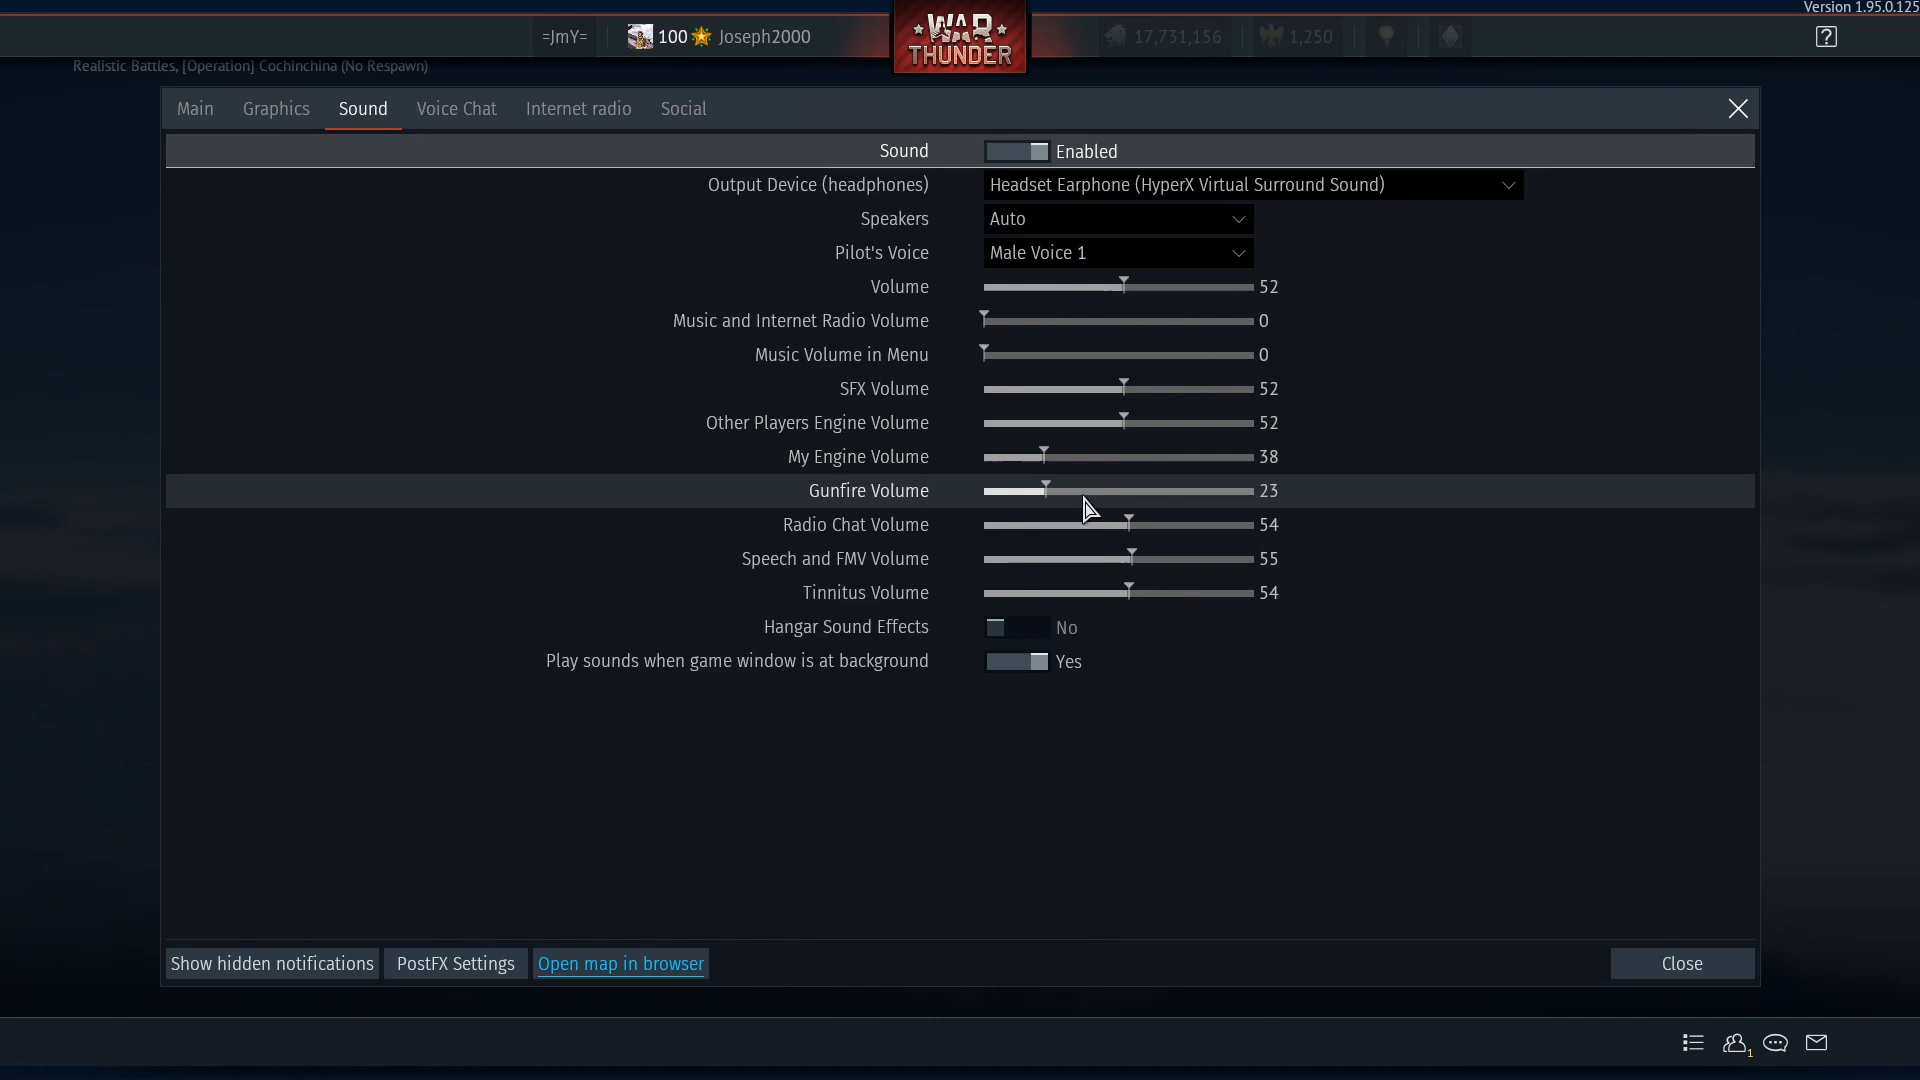 Version 1.95.0.125
=JmY= 100 Joseph2000 WAR THUNDER 17,731,156 1,250
Realistic Battles, [Operation] Cochinchina (No Respawn)
Main Graphics Sound Voice Chat Internet radio Social
Sound Enabled
Output Device (headphones) Headset Earphone (HyperX Virtual Surround Sound)
Speakers Auto
Pilot's Voice Male Voice 1
Volume 52
Music and Internet Radio Volume 0
Music Volume in Menu 0
SFX Volume 52
Other Players Engine Volume 52
My Engine Volume 38
Gunfire Volume 23
Radio Chat Volume 54
Speech and FMV Volume 55
Tinnitus Volume 54
Hangar Sound Effects No
Play sounds when game window is at background Yes
Show hidden notifications PostFX Settings Open map in browser Close
1